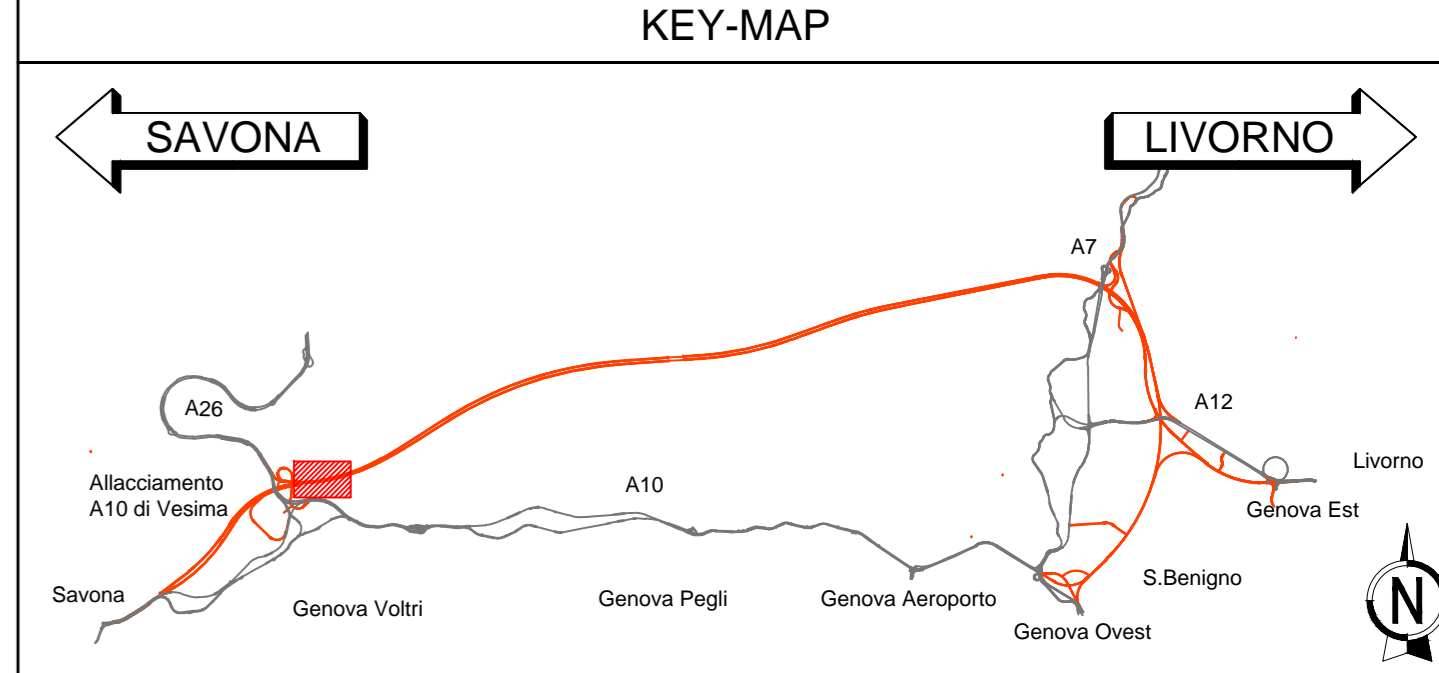 KEY-MAP
SAVONA
LIVORNO
A7
A26
A12
Allacciamento
A10 di Vesima
A10
Livorno
Genova Est
Savona
Genova Voltri
Genova Pegli
Genova Aeroporto
S.Benigno
Genova Ovest
N